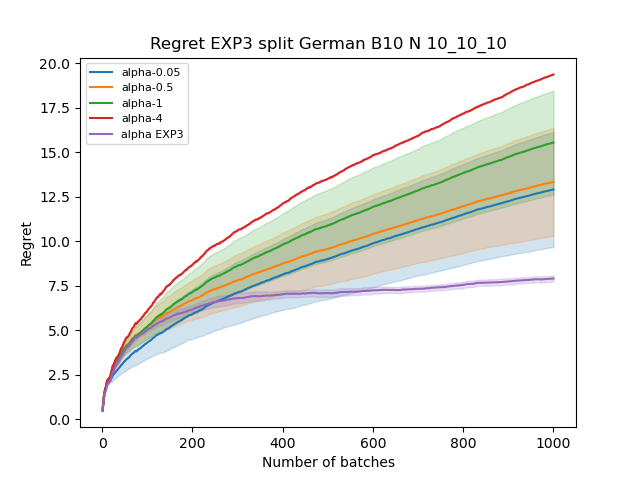 Regret EXP3 split German B10 N 10_10_10
20.0
17.5
15.0
12.5
10.0
7.5
5.0
2.5
0.0
Regret
alpha-0.05
alpha-0.5
alpha-1
alpha-4
alpha EXP3
0 200 400 600 800 1000
Number of batches